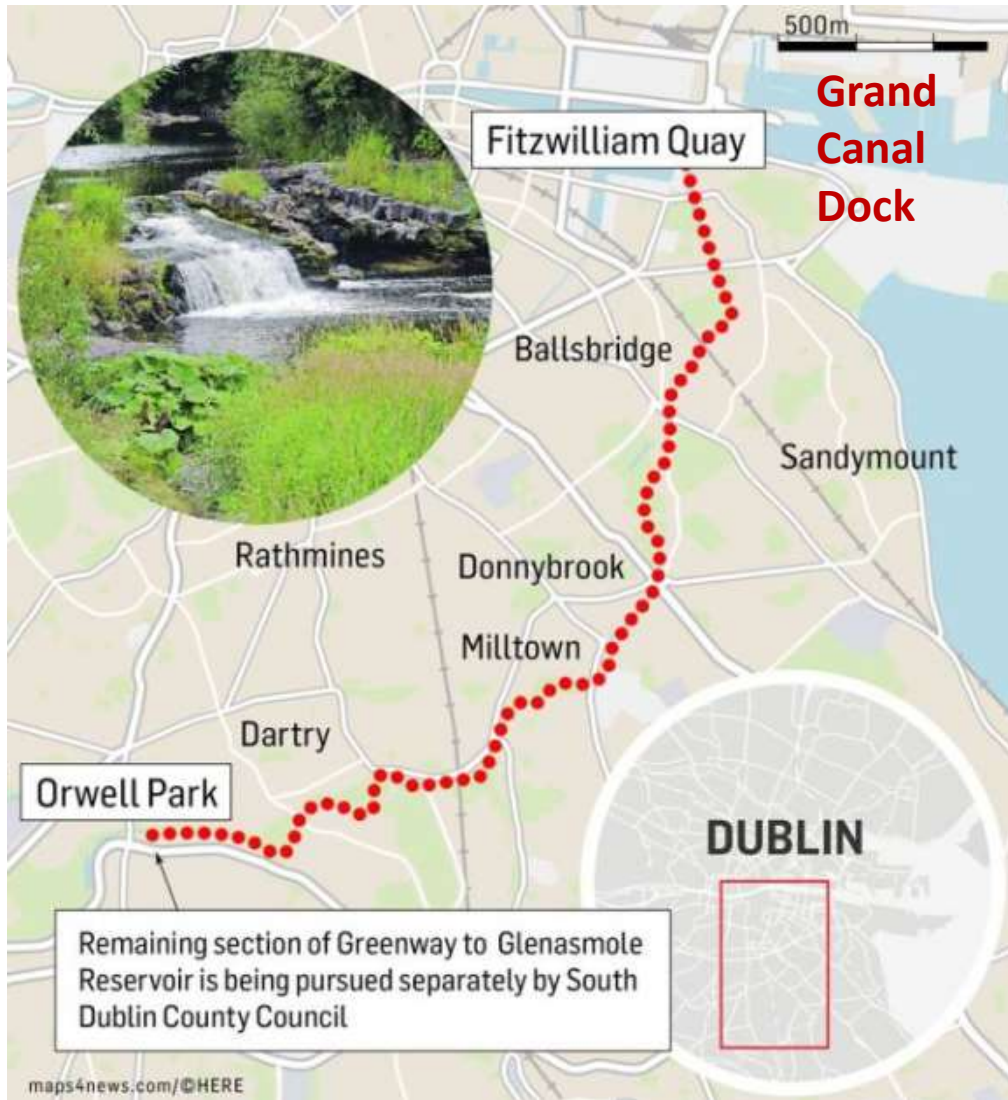 500m
Grand
Canal
Dock
Fitzwilliam Quay
Ballsbridge
Sandymount
Rathmines
Donnybrook
Milltown
Dartry
Orwell Park
DUBLIN
Remaining section of Greenway to Glenasmole
Reservoir is being pursued separately by South
Dublin County Council
maps4news.com/©HERE